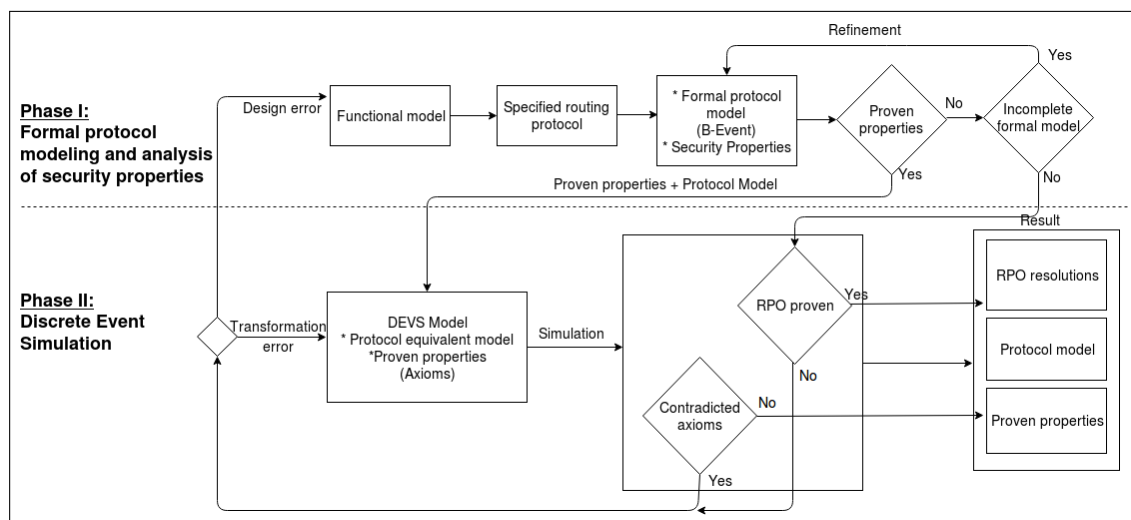 Refinement
Yes
Phase I:
Formal protocol
modeling and analysis
of security properties
Design error
Functional model
Specified routing
protocol
* Formal protocol
model
(B-Event)
* Security Properties
Proven
properties
No
Incomplete
formal model
Yes
No
Proven properties + Protocol Model
Result
Phase II:
Discrete Event
Simulation
Transformation
error
DEVS Model
* Protocol equivalent model
*Proven properties
(Axioms)
Simulation
RPO proven
Yes
No
Contradicted
axioms
No
Yes
RPO resolutions
Protocol model
Proven properties